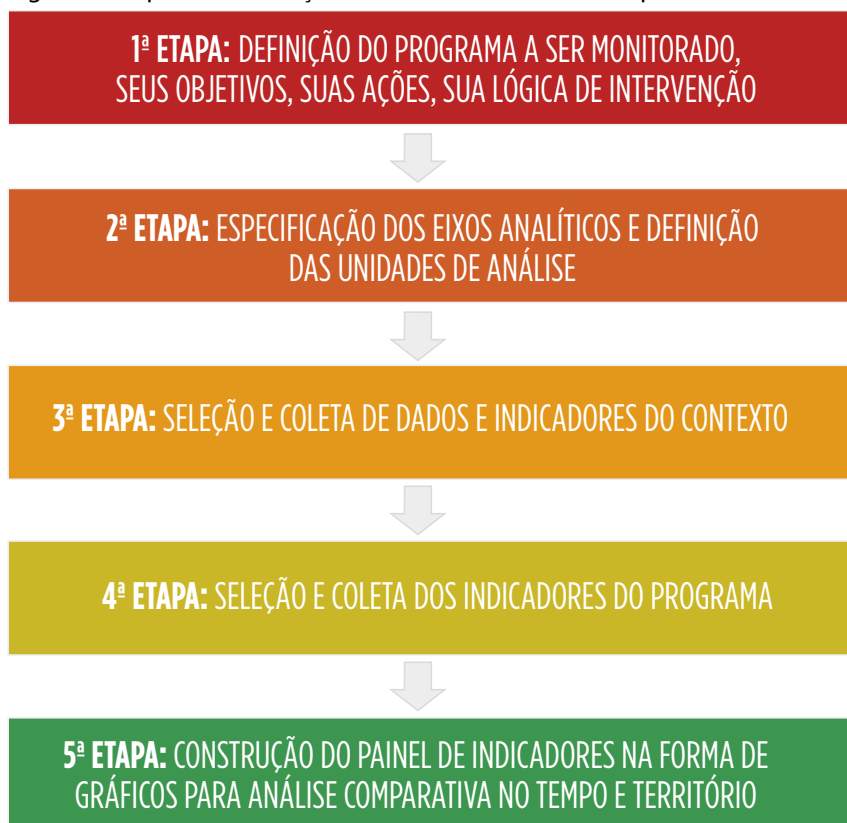 1ª ETAPA: DEFINIÇÃO DO PROGRAMA A SER MONITORADO,
SEUS OBJETIVOS, SUAS AÇÕES, SUA LÓGICA DE INTERVENÇÃO
2ª ETAPA: ESPECIFICAÇÃO DOS EIXOS ANALÍTICOS E DEFINIÇÃO
DAS UNIDADES DE ANÁLISE
3ª ETAPA: SELEÇÃO E COLETA DE DADOS E INDICADORES DO CONTEXTO
4ª ETAPA: SELEÇÃO E COLETA DOS INDICADORES DO PROGRAMA
5ª ETAPA: CONSTRUÇÃO DO PAINEL DE INDICADORES NA FORMA DE
GRÁFICOS PARA ANÁLISE COMPARATIVA NO TEMPO E TERRITÓRIO